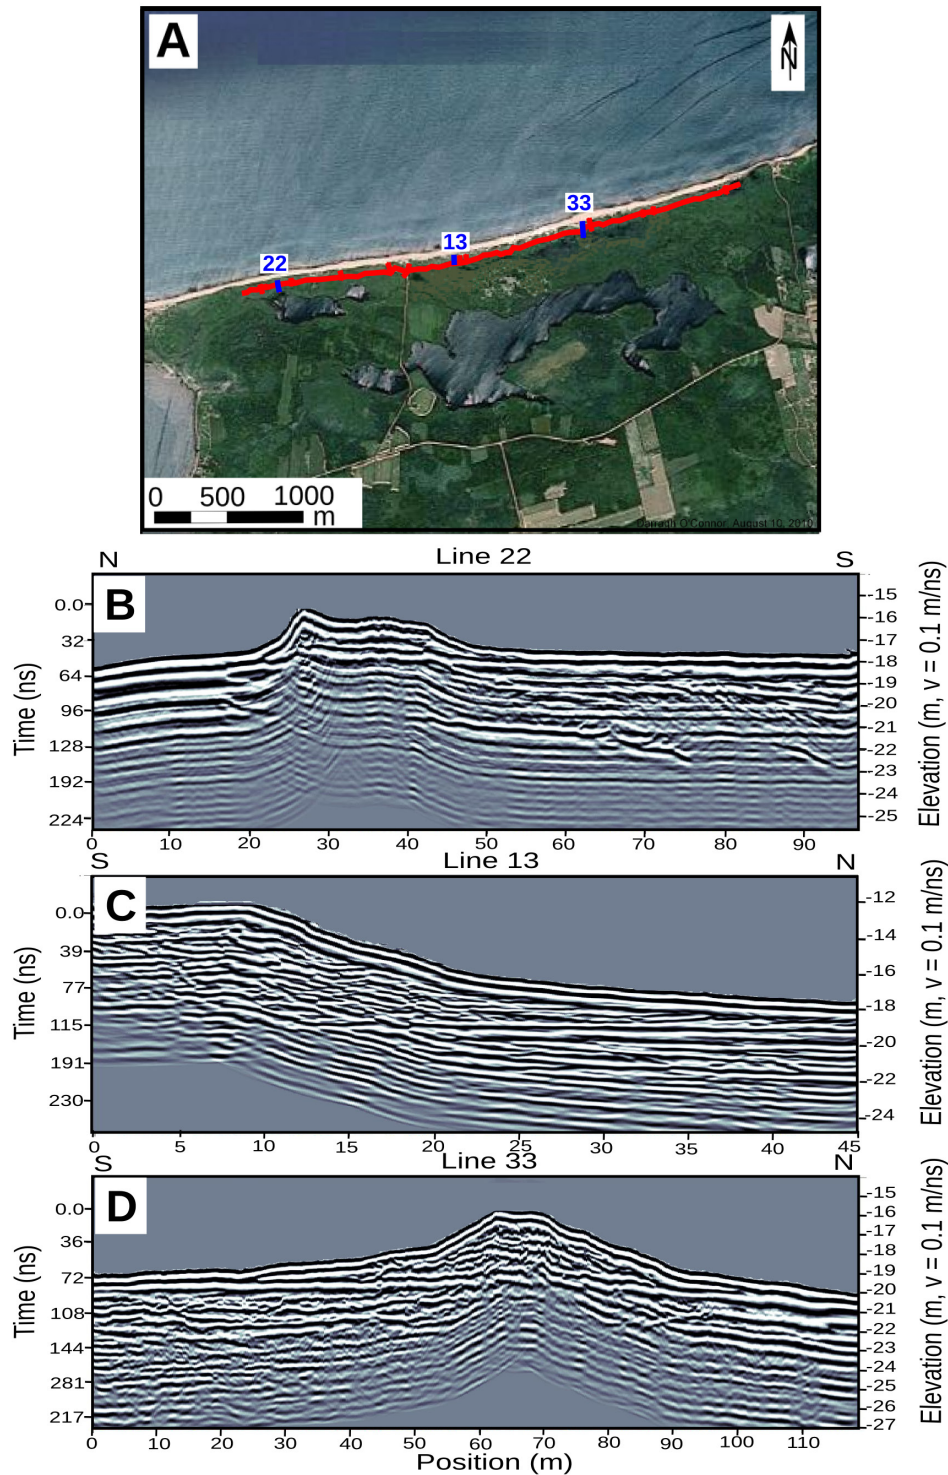 A
N
33
13
22
0 500 1000
m
Darragh O'Connor, August 10, 2010
N Line 22 S
B
0.0
32
64
96
128
192
224
Time (ns)
-15
-16
-17
-18
-19
-20
-21
-22
-23
-24
-25
Elevation (m, v = 0.1 m/ns)
0 10 20 30 40 50 60 70 80 90
S Line 13 N
C
0.0
39
77
115
191
230
Time (ns)
-12
-14
-16
-18
-20
-22
-24
Elevation (m, v = 0.1 m/ns)
0 5 10 15 20 25 30 35 40 45
S Line 33 N
D
0.0
36
72
108
144
281
217
Time (ns)
-15
-16
-17
-18
-19
-20
-21
-22
-23
-24
-25
-26
-27
Elevation (m, v = 0.1 m/ns)
0 10 20 30 40 50 60 70 80 90 100 110
Position (m)